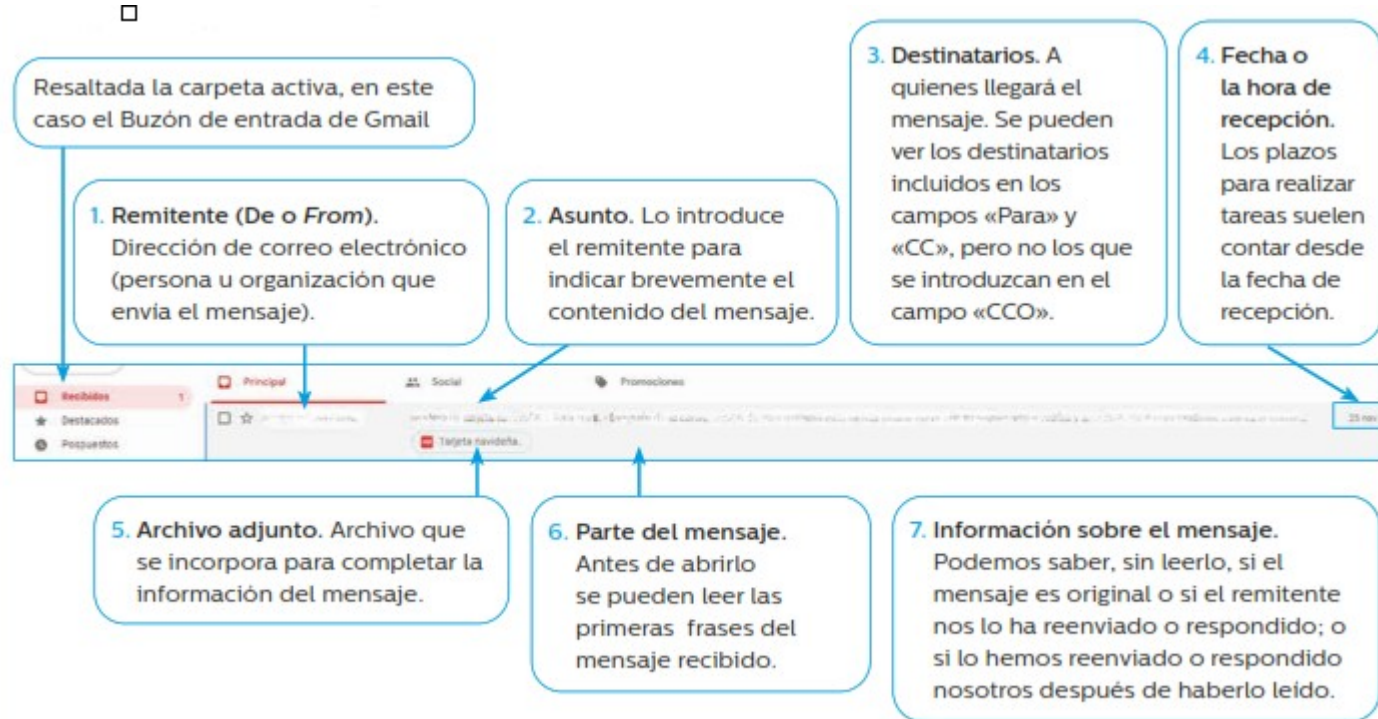 Resaltada la carpeta activa, en este
caso el Buzón de entrada de Gmail
1. Remitente (De o From).
Dirección de correo electrónico
(persona u organización que
envía el mensaje).
2. Asunto. Lo introduce
el remitente para
indicar brevemente el
contenido del mensaje.
3. Destinatarios. A
quienes llegará el
mensaje. Se pueden
ver los destinatarios
incluidos en los
campos «Para» y
«CC», pero no los que
se introduzcan en el
campo «CCO».
4. Fecha o
la hora de
recepción.
Los plazos
para realizar
tareas suelen
contar desde
la fecha de
recepción.
Principal
Social
Promociones
Recibidos 1
Destacados
Pospuestos
25 nov
Tarjeta navideña.
5. Archivo adjunto. Archivo que
se incorpora para completar la
información del mensaje.
6. Parte del mensaje.
Antes de abrirlo
se pueden leer las
primeras frases del
mensaje recibido.
7. Información sobre el mensaje.
Podemos saber, sin leerlo, si el
mensaje es original o si el remitente
nos lo ha reenviado o respondido; o
si lo hemos reenviado o respondido
nosotros después de haberlo leído.